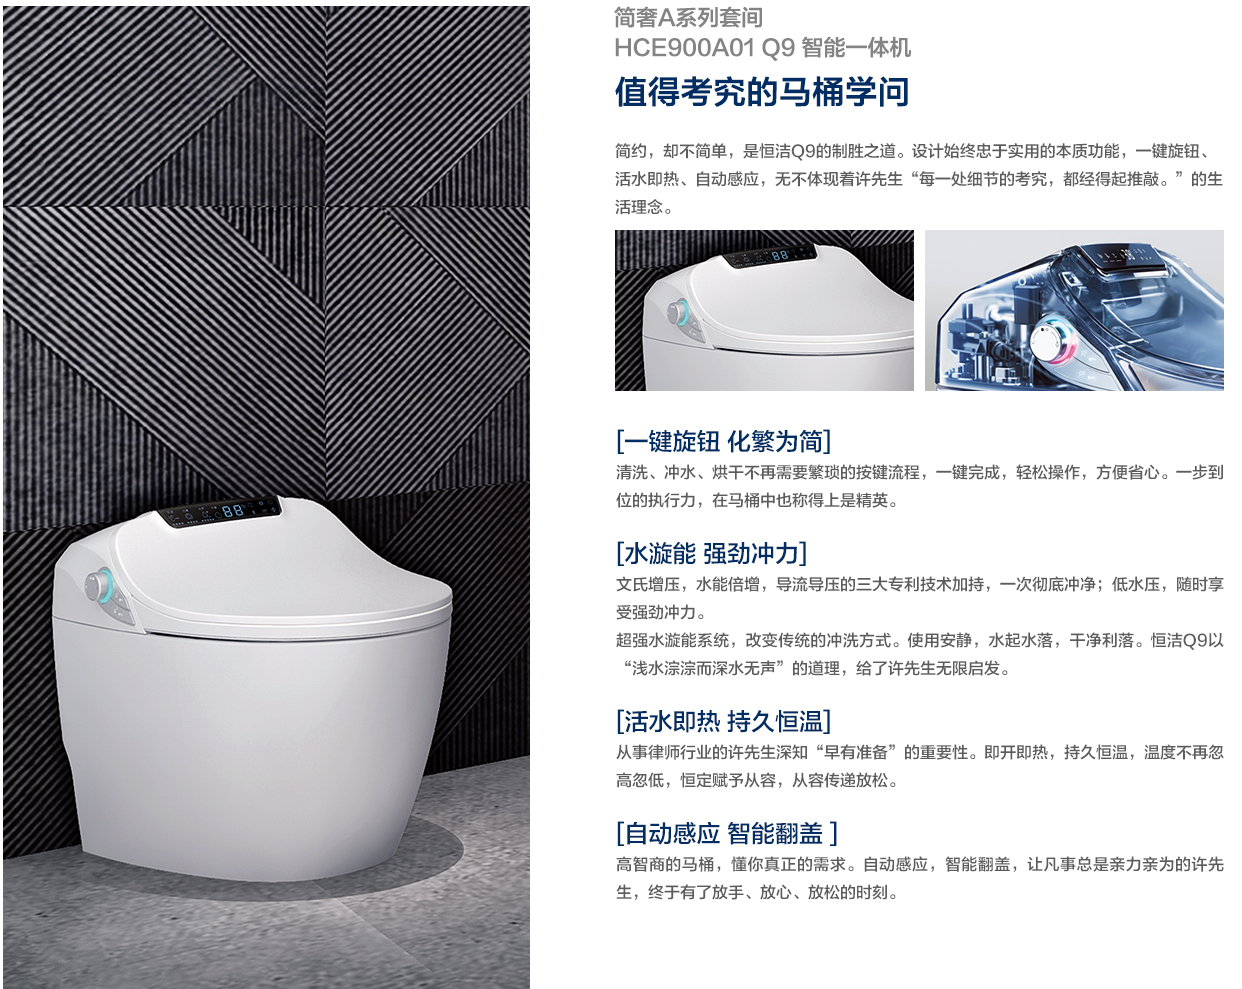 简奢A系列套间
HCE900A01 Q9 智能一体机
值得考究的马桶学问
简约，却不简单，是恒洁Q9的制胜之道。设计始终忠于实用的本质功能，一键旋钮、
活水即热、自动感应，无不体现着许先生“每一处细节的考究，都经得起推敲。”的生
活理念。
88
[一键旋钮 化繁为简]
清洗、冲水、烘干不再需要繁琐的按键流程，一键完成，轻松操作，方便省心。一步到
位的执行力，在马桶中也称得上是精英。
[水漩能 强劲冲力]
文氏增压，水能倍增，导流导压的三大专利技术加持，一次彻底冲净；低水压，随时享
受强劲冲力。
超强水漩能系统，改变传统的冲洗方式。使用安静，水起水落，干净利落。恒洁Q9以
“浅水淙淙而深水无声”的道理，给了许先生无限启发。
[活水即热 持久恒温]
从事律师行业的许先生深知“早有准备”的重要性。即开即热，持久恒温，温度不再忽
高忽低，恒定赋予从容，从容传递放松。
[自动感应 智能翻盖 ]
高智商的马桶，懂你真正的需求。自动感应，智能翻盖，让凡事总是亲力亲为的许先
生，终于有了放手、放心、放松的时刻。
88